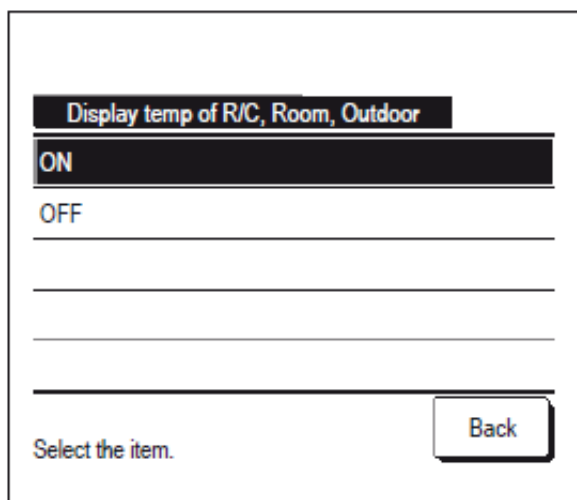 Display temp of R/C, Room, Outdoor
ON
OFF
Back
Select the item.